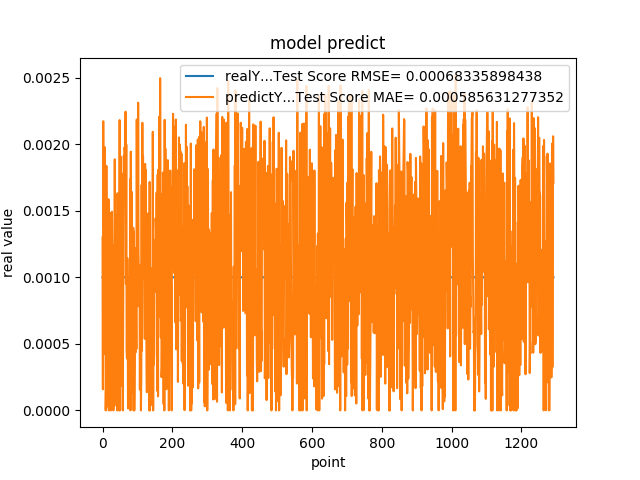 model predict
realY...Test Score RMSE= 0.00068335898438
predictY...Test Score MAE= 0.000585631277352
0.0025
0.0020
0.0015
0.0010
0.0005
0.0000
real value
0 200 400 600 800 1000 1200
point